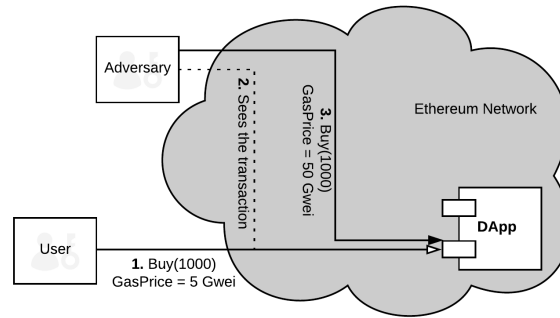 Adversary
Ethereum Network
2. Sees the transaction
3. Buy(1000)
GasPrice = 50 Gwei
DApp
User
1. Buy(1000)
GasPrice = 5 Gwei